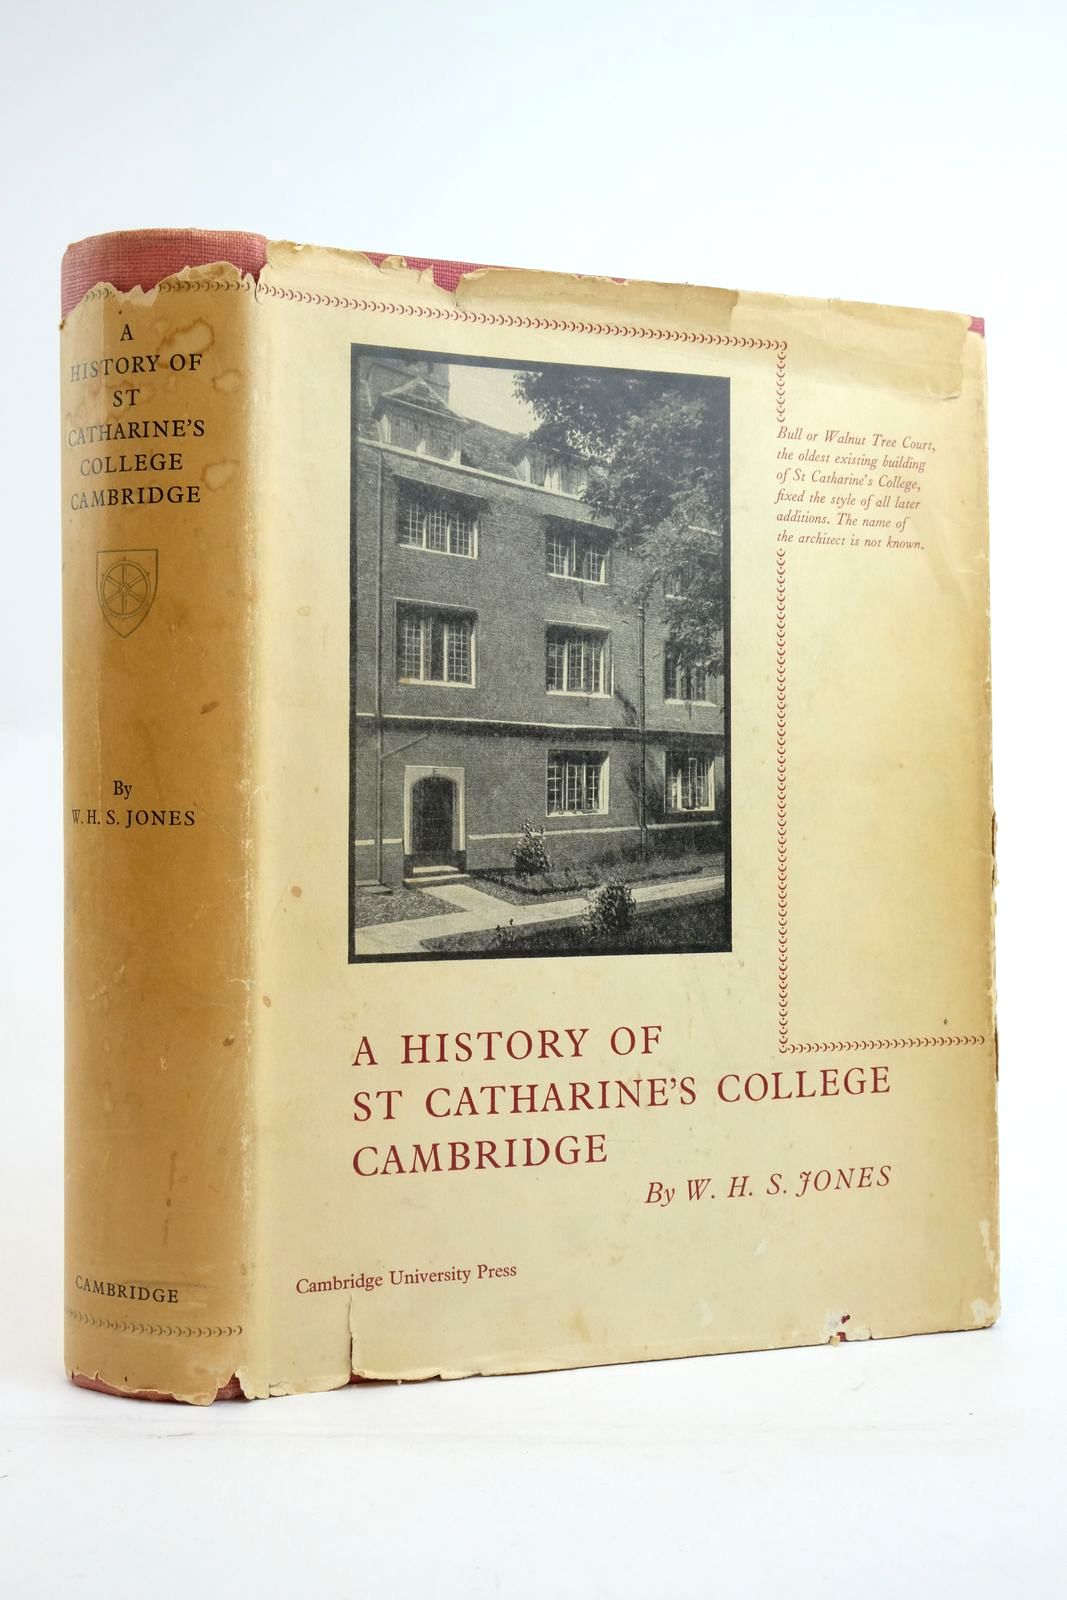 A
HISTORY OF
ST
CATHARINE'S
COLLEGE
CAMBRIDGE
By
W. H. S. JONES
CAMBRIDGE
Bull or Walnut Tree Court,
the oldest existing building
of St Catharine's College,
fixed the style of all later
additions. The name of
the architect is not known.
A HISTORY OF
ST CATHARINE'S COLLEGE
CAMBRIDGE
By W. H. S. JONES
Cambridge University Press